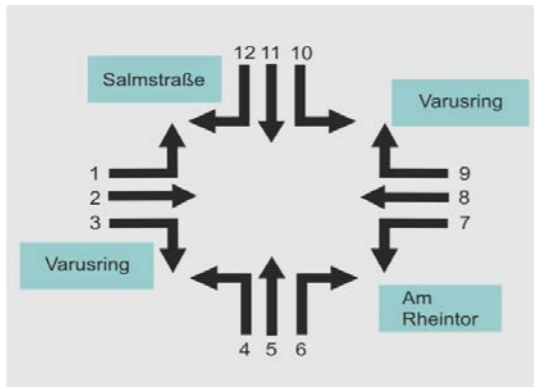 12 11 10
Salmstraße
Varusring
1
9
2
8
3
7
Varusring
Am
Rheintor
4 5 6